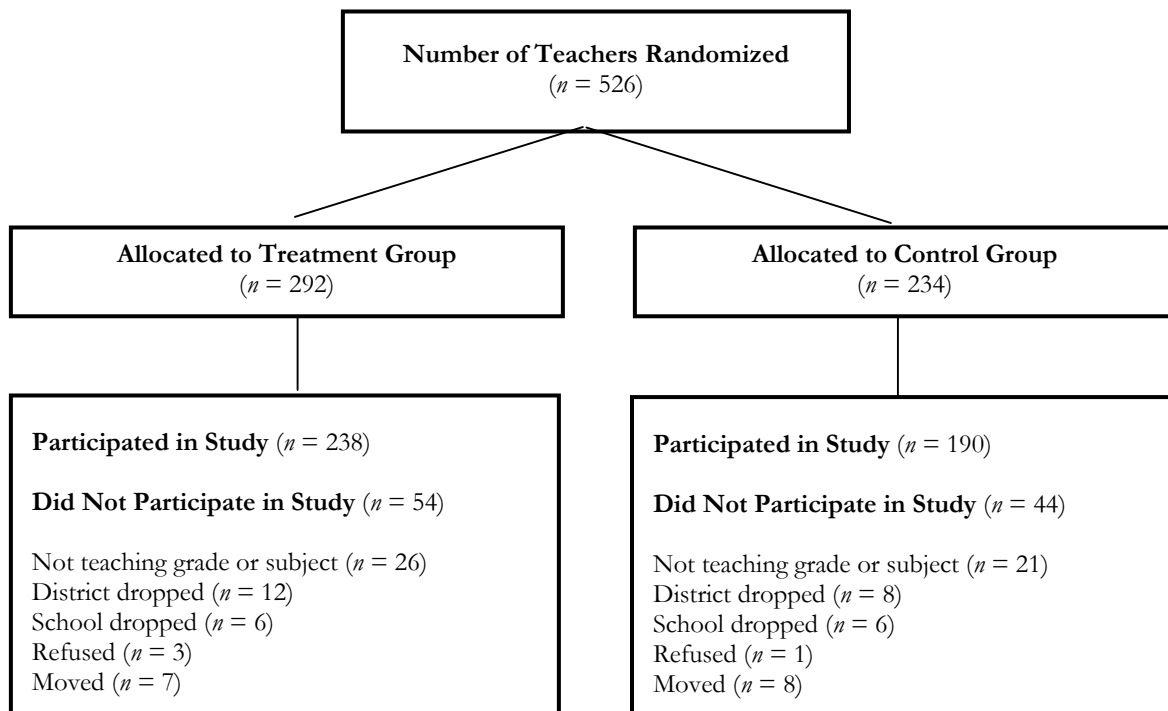 Number of Teachers Randomized
(n = 526)
Allocated to Treatment Group
(n = 292)
Allocated to Control Group
(n = 234)
Participated in Study (n = 238)
Did Not Participate in Study (n = 54)
Not teaching grade or subject (n = 26)
District dropped (n = 12)
School dropped (n = 6)
Refused (n = 3)
Moved (n = 7)
Participated in Study (n = 190)
Did Not Participate in Study (n = 44)
Not teaching grade or subject (n = 21)
District dropped (n = 8)
School dropped (n = 6)
Refused (n = 1)
Moved (n = 8)